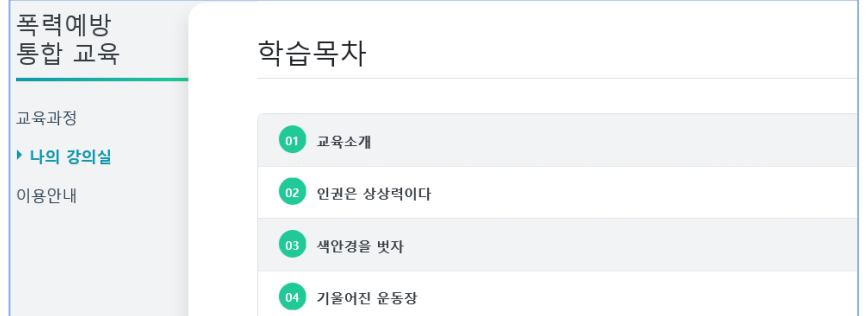 폭력예방
통합 교육
교육과정
나의 강의실
이용안내
학습목차
01 교육소개
02 인권은 상상력이다
03 색안경을 벗자
04 기울어진 운동장